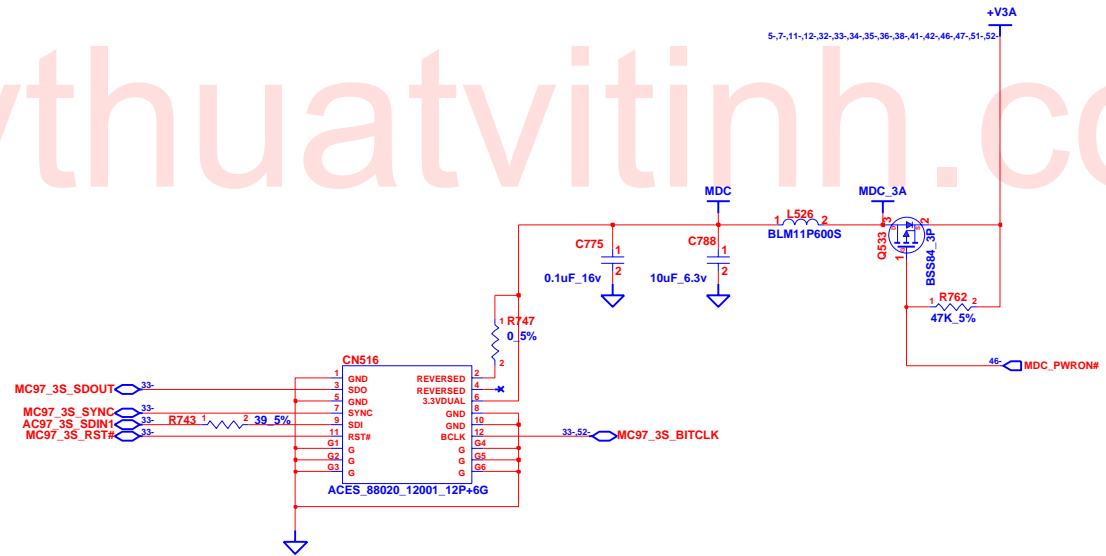 +V3A
5-,7-,11-,12-,32-,33-,34-,35-,36-,38-,41-,42-,46-,47-,51-,52-
ythuatvitinh.co
MDC
MDC_3A
1 L526 2
BLM11P600S
3 2
Q533
1
BSS84_3P
C775
1
2
0.1uF_16v
C788
1
2
10uF_6.3v
1 R762 2
47K_5%
1
R747
0_5%
2
46- MDC_PWRON#
CN516
1 GND REVERSED 2
MC97_3S_SDOUT 33- 3 SDO REVERSED 4
5 GND 3.3VDUAL 6
MC97_3S_SYNC 33- 7 SYNC GND 8
AC97_3S_SDIN1 33- R743 1 2 39_5% 9 SDI GND 10
MC97_3S_RST# 33- 11 RST# BCLK 12 33-,52- MC97_3S_BITCLK
G1 G G G4
G2 G G G5
G3 G G G6
ACES_88020_12001_12P+6G